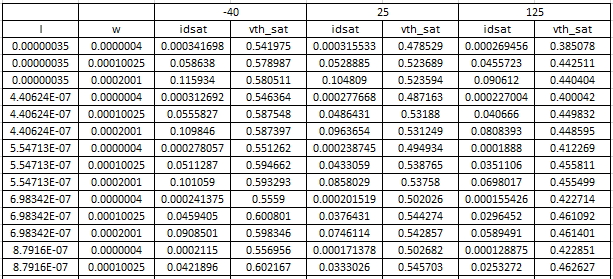 -40 25 125
l w idsat vth_sat idsat vth_sat idsat vth_sat
0.00000035 0.0000004 0.000341698 0.541975 0.000315533 0.478529 0.000269456 0.385078
0.00000035 0.00010025 0.058638 0.578987 0.0528885 0.523689 0.0455723 0.442511
0.00000035 0.0002001 0.115934 0.580511 0.104809 0.523594 0.090612 0.440404
4.40624E-07 0.0000004 0.000312692 0.546364 0.000277668 0.487163 0.000227004 0.400042
4.40624E-07 0.00010025 0.0555827 0.587548 0.0486431 0.53188 0.040666 0.449832
4.40624E-07 0.0002001 0.109846 0.587397 0.0963654 0.531249 0.0808393 0.448595
5.54713E-07 0.0000004 0.000278057 0.551262 0.000238745 0.494934 0.0001888 0.412269
5.54713E-07 0.00010025 0.0511287 0.594662 0.0433059 0.538765 0.0351106 0.455811
5.54713E-07 0.0002001 0.101059 0.593293 0.0858029 0.53758 0.0698017 0.455499
6.98342E-07 0.0000004 0.000241375 0.5559 0.000201519 0.502026 0.000155426 0.422714
6.98342E-07 0.00010025 0.0459405 0.600801 0.0376431 0.544274 0.0296452 0.461092
6.98342E-07 0.0002001 0.0908501 0.598346 0.0746114 0.542857 0.0589491 0.461401
8.7916E-07 0.0000004 0.0002115 0.556956 0.000171378 0.502682 0.000128875 0.422851
8.7916E-07 0.00010025 0.0421896 0.602167 0.0333026 0.545703 0.0253272 0.462627